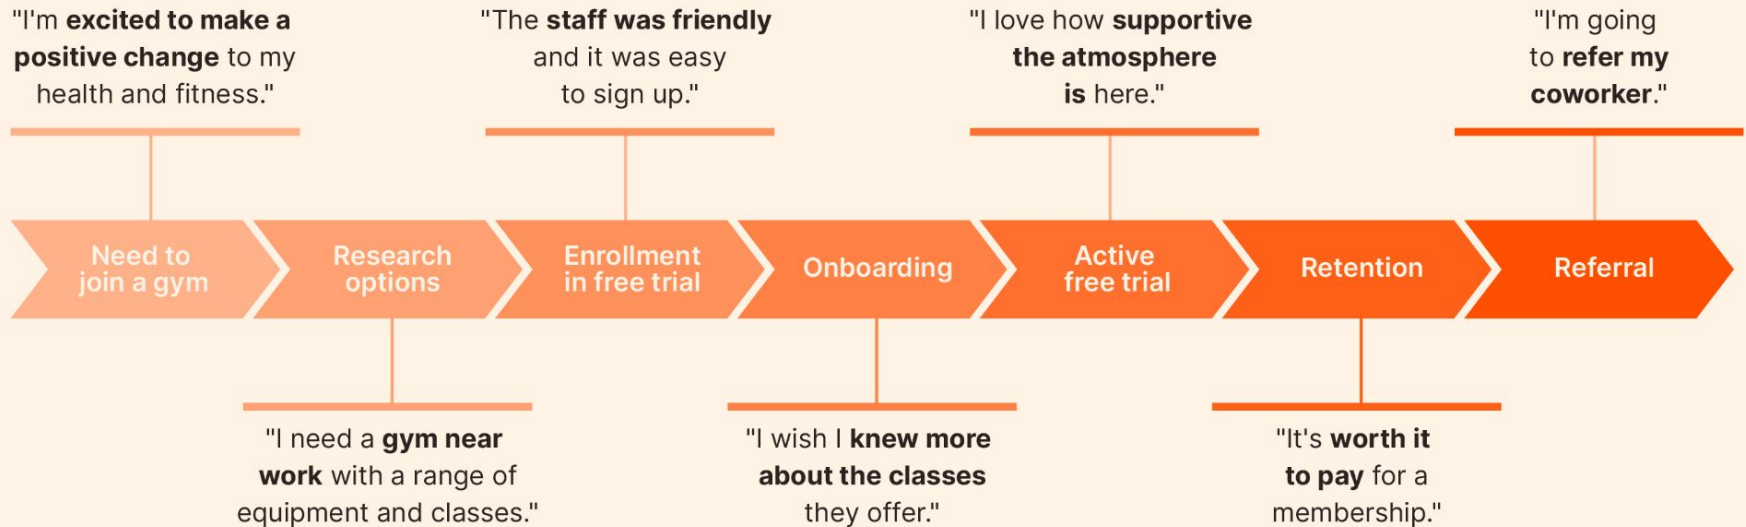 "I'm excited to make a
positive change to my
health and fitness."
"The staff was friendly
and it was easy
to sign up."
"I love how supportive
the atmosphere
is here."
"I'm going
to refer my
coworker."
Need to
join a gym
Research
options
Enrollment
in free trial
Onboarding
Active
free trial
Retention
Referral
"I need a gym near
work with a range of
equipment and classes."
"I wish I knew more
about the classes
they offer."
"It's worth it
to pay for a
membership."